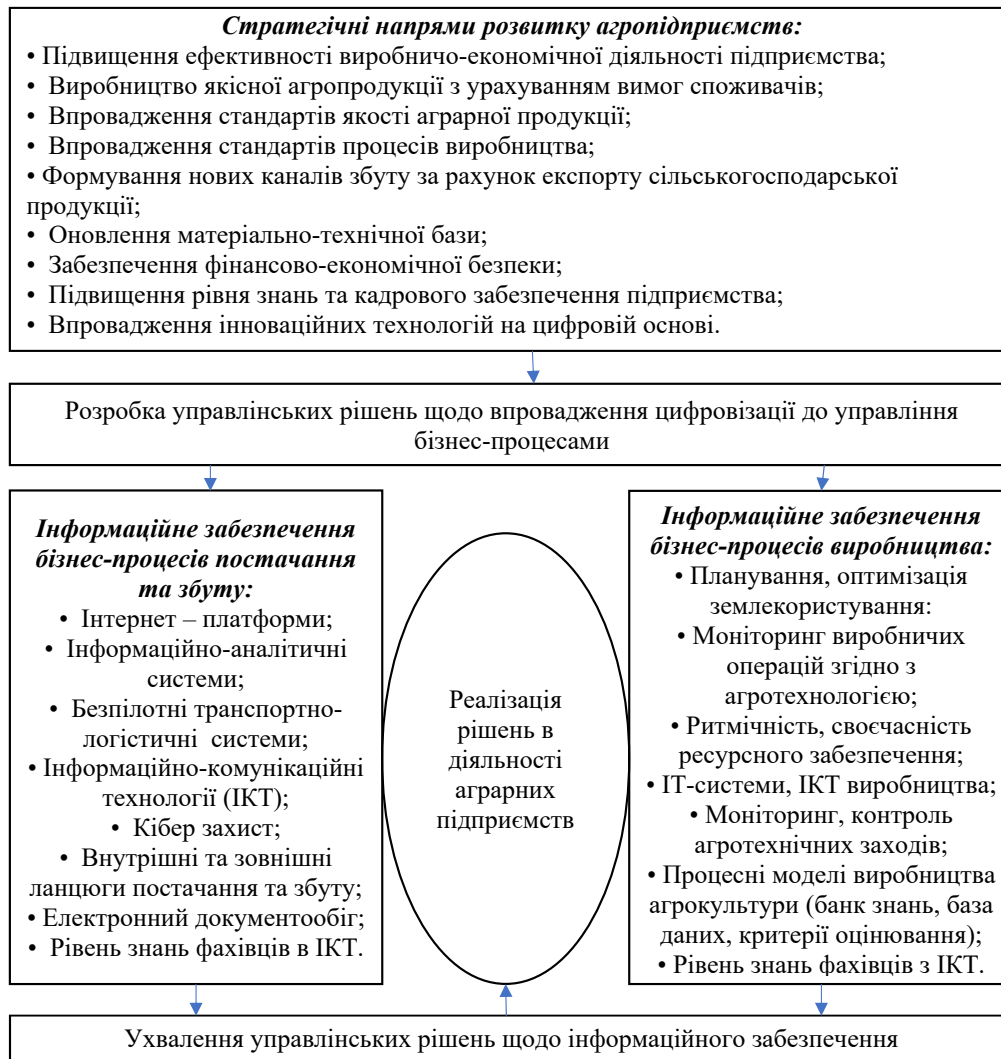 Стратегічні напрями розвитку агропідприємств:
• Підвищення ефективності виробничо-економічної діяльності підприємства;
• Виробництво якісної агропродукції з урахуванням вимог споживачів;
• Впровадження стандартів якості аграрної продукції;
• Впровадження стандартів процесів виробництва;
• Формування нових каналів збуту за рахунок експорту сільськогосподарської
продукції;
• Оновлення матеріально-технічної бази;
• Забезпечення фінансово-економічної безпеки;
• Підвищення рівня знань та кадрового забезпечення підприємства;
• Впровадження інноваційних технологій на цифровій основі.
Розробка управлінських рішень щодо впровадження цифровізації до управління
бізнес-процесами
Інформаційне забезпечення
бізнес-процесів постачання
та збуту:
• Інтернет – платформи;
• Інформаційно-аналітичні
системи;
• Безпілотні транспортно-
логістичні системи;
• Інформаційно-комунікаційні
технології (ІКТ);
• Кібер захист;
• Внутрішні та зовнішні
ланцюги постачання та збуту;
• Електронний документообіг;
• Рівень знань фахівців в ІКТ.
Реалізація
рішень в
діяльності
аграрних
підприємств
Інформаційне забезпечення
бізнес-процесів виробництва:
• Планування, оптимізація
землекористування:
• Моніторинг виробничих
операцій згідно з
агротехнологією;
• Ритмічність, своєчасність
ресурсного забезпечення;
• ІТ-системи, ІКТ виробництва;
• Моніторинг, контроль
агротехнічних заходів;
• Процесні моделі виробництва
агрокультури (банк знань, база
даних, критерії оцінювання);
• Рівень знань фахівців з ІКТ.
Ухвалення управлінських рішень щодо інформаційного забезпечення